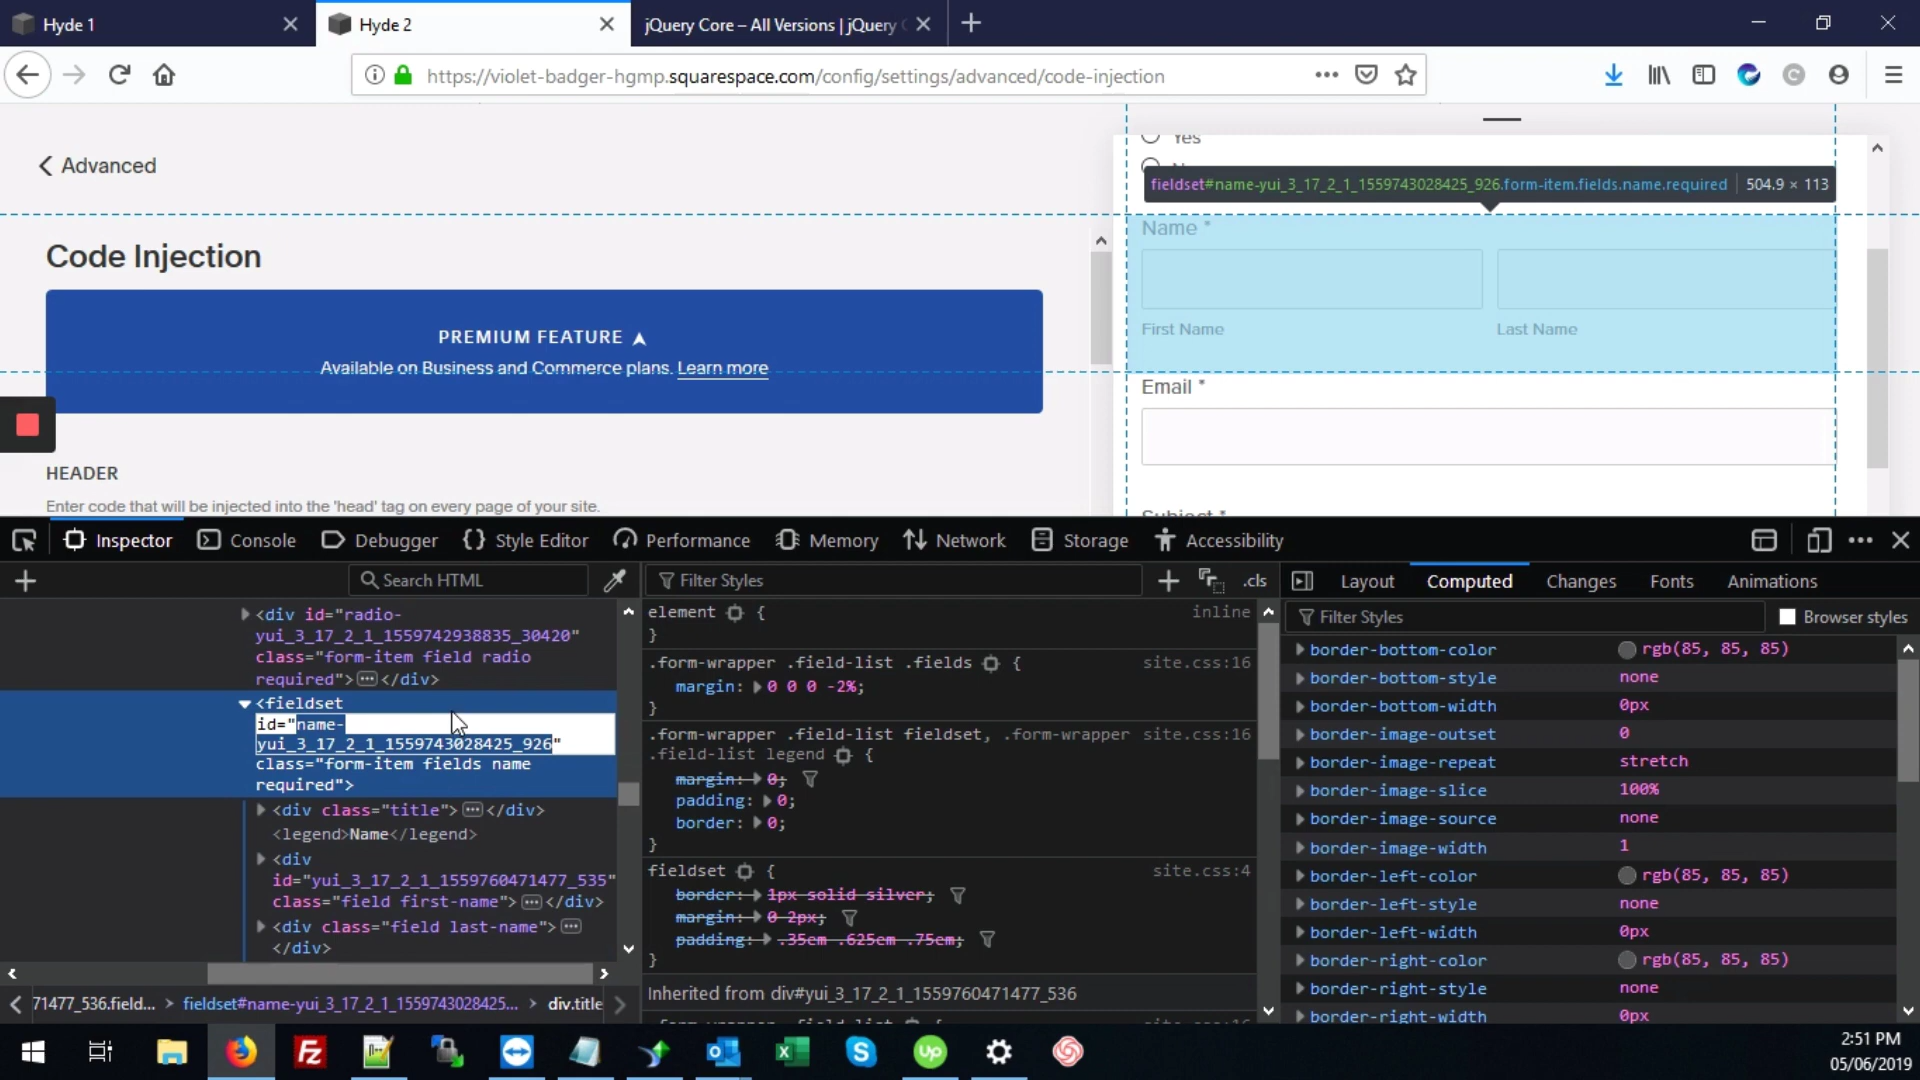 Hyde 1
Hyde 2
jQuery Core – All Versions | jQuery
https://violet-badger-hgmp.squarespace.com/config/settings/advanced/code-injection
Advanced
Code Injection
PREMIUM FEATURE
Available on Business and Commerce plans. Learn more
HEADER
Enter code that will be injected into the 'head' tag on every page of your site.
Yes
fieldset#name-yui_3_17_2_1_1559743028425_926.form-item.fields.name.required 504.9 × 113
Name *
First Name
Last Name
Email *
Subject *
Inspector
Console
Debugger
Style Editor
Performance
Memory
Network
Storage
Accessibility
Search HTML
<div id="radio-
yui_3_17_2_1_1559742938835_30420"
class="form-item field radio
required"></div>
<fieldset
id="name-
yui_3_17_2_1_1559743028425_926"
class="form-item fields name
required">
<div class="title"></div>
<legend>Name</legend>
<div
id="yui_3_17_2_1_1559760471477_535"
class="field first-name"></div>
<div class="field last-name">
</div>
71477_536.field... > fieldset#name-yui_3_17_2_1_1559743028425... > div.title
Filter Styles
.cls
element { inline
}
.form-wrapper .field-list .fields { site.css:16
margin: 0 0 0 -2%;
}
.form-wrapper .field-list fieldset, .form-wrapper site.css:16
.field-list legend {
margin: 0;
padding: 0;
border: 0;
}
fieldset { site.css:4
border: 1px solid silver;
margin: 0 2px;
padding: .35em .625em .75em;
}
Inherited from div#yui_3_17_2_1_1559760471477_536
Layout
Computed
Changes
Fonts
Animations
Filter Styles
Browser styles
border-bottom-color rgb(85, 85, 85)
border-bottom-style none
border-bottom-width 0px
border-image-outset 0
border-image-repeat stretch
border-image-slice 100%
border-image-source none
border-image-width 1
border-left-color rgb(85, 85, 85)
border-left-style none
border-left-width 0px
border-right-color rgb(85, 85, 85)
border-right-style none
border-right-width 0px
2:51 PM
05/06/2019